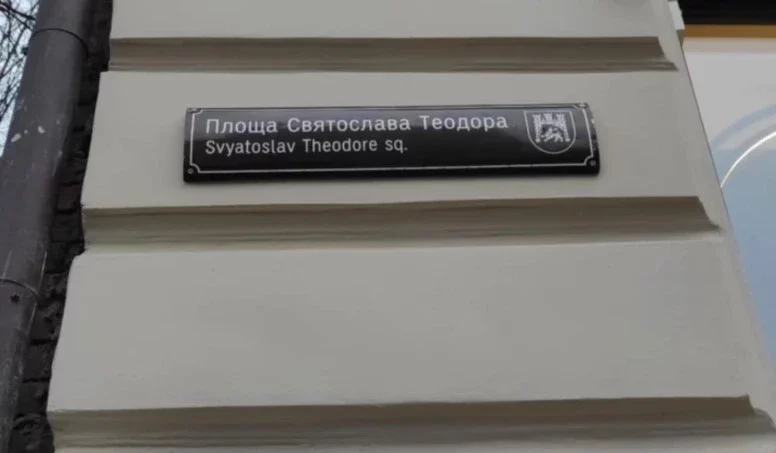 Площа Святослава Теодора
Svyatoslav Theodore sq.